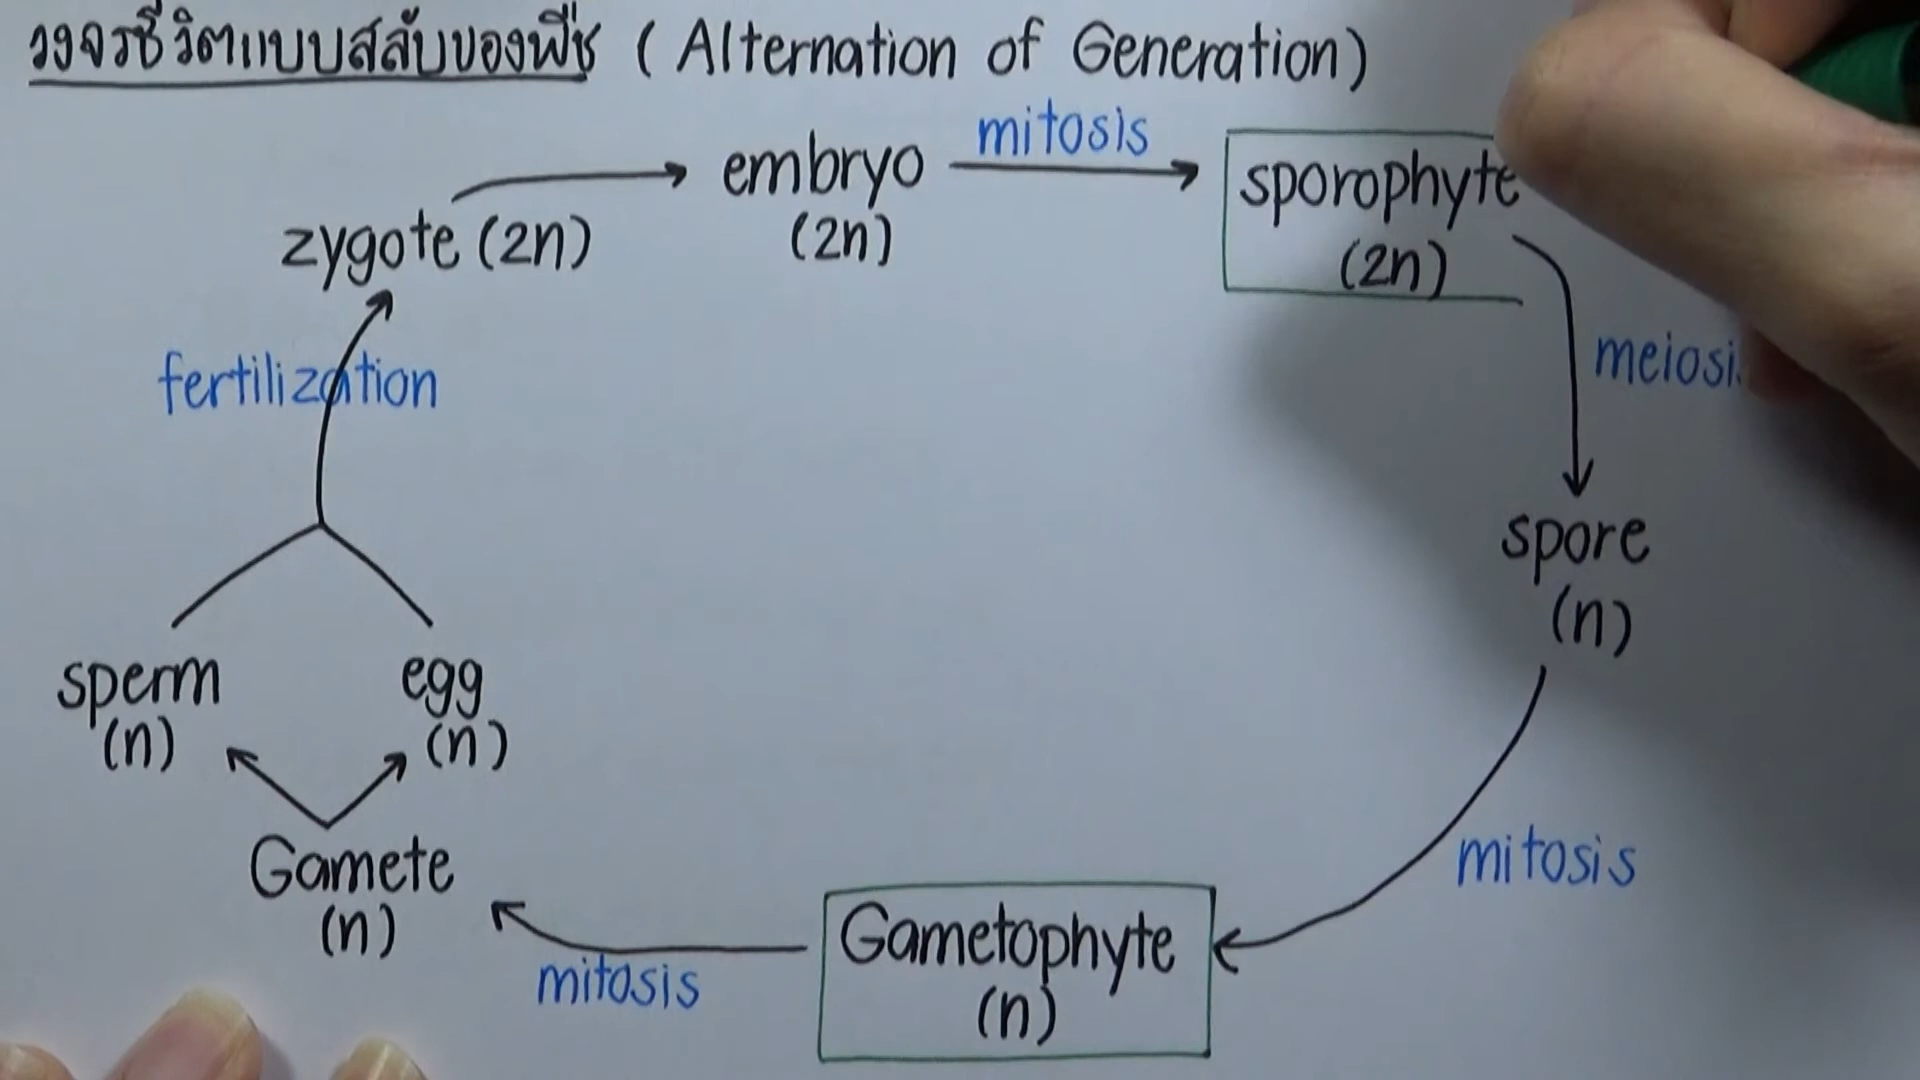 วงจรชีวิตแบบสลับของพืช (Alternation of Generation)
mitosis
zygote (2n)
embryo
(2n)
sporophyte
(2n)
fertilization
meiosi
spore
(n)
sperm
(n)
egg
(n)
mitosis
Gamete
(n)
mitosis
Gametophyte
(n)